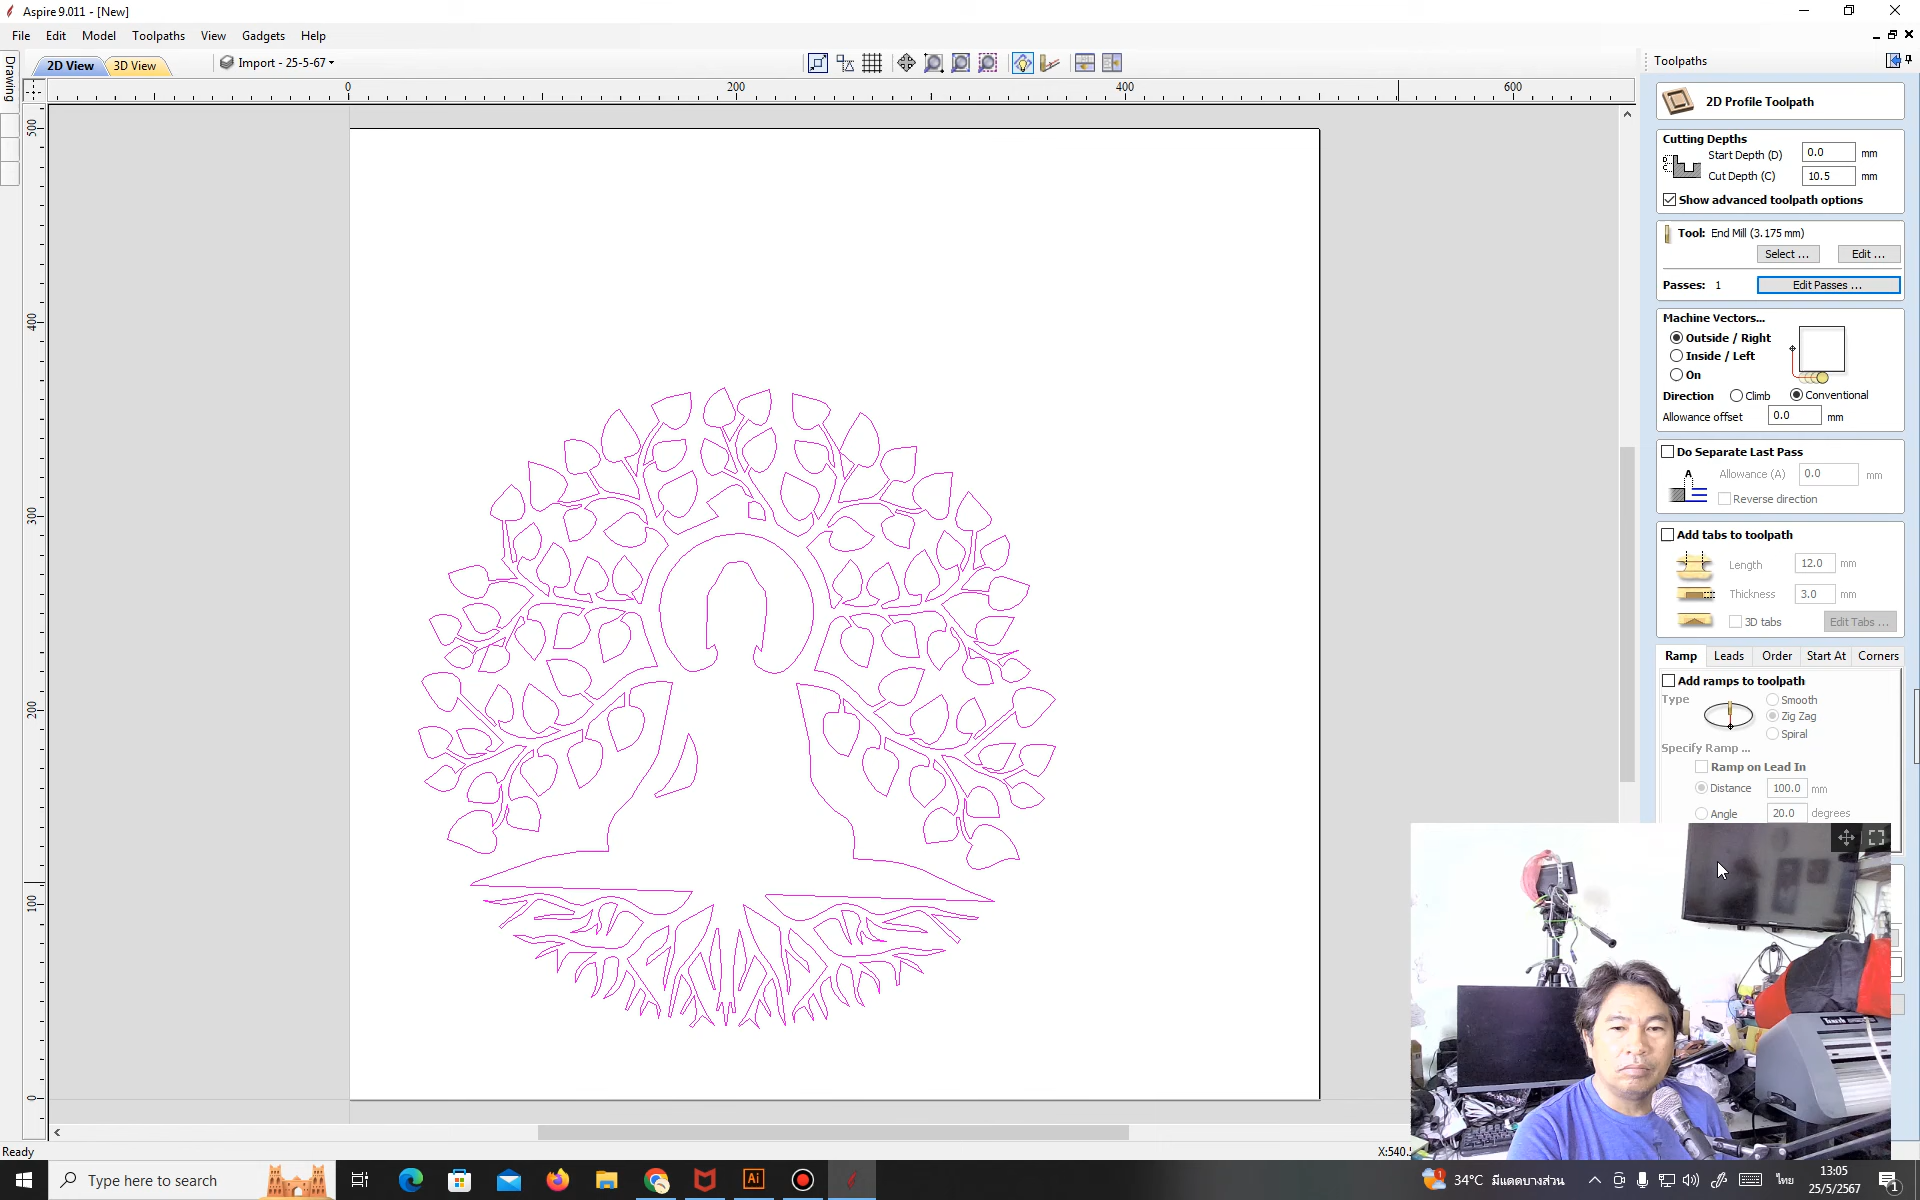 Aspire 9.011 - [New]
File Edit Model Toolpaths View Gadgets Help
Drawing
2D View 3D View Import - 25-5-67
Toolpaths
0 200 400 600
500
400
300
200
100
0
2D Profile Toolpath
Cutting Depths
Start Depth (D) 0.0 mm
Cut Depth (C) 10.5 mm
Show advanced toolpath options
Tool: End Mill (3.175 mm)
Select ... Edit ...
Passes: 1 Edit Passes ...
Machine Vectors...
Outside / Right
Inside / Left
On
Direction Climb Conventional
Allowance offset 0.0 mm
Do Separate Last Pass
A Allowance (A) 0.0 mm
Reverse direction
Add tabs to toolpath
Length 12.0 mm
Thickness 3.0 mm
3D tabs Edit Tabs ...
Ramp Leads Order Start At Corners
Add ramps to toolpath
Type Smooth
Zig Zag
Spiral
Specify Ramp ...
Ramp on Lead In
Distance 100.0 mm
Angle 20.0 degrees
Ready
X:540.
Type here to search
34°C มีแดดบางส่วน
ไทย
13:05
25/5/2567
1